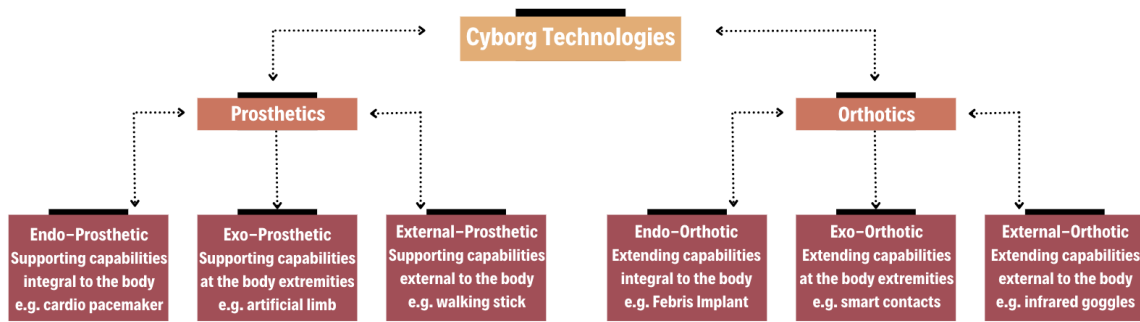 Cyborg Technologies
Prosthetics
Orthotics
Endo-Prosthetic
Supporting capabilities
integral to the body
e.g. cardio pacemaker
Exo-Prosthetic
Supporting capabilities
at the body extremities
e.g. artificial limb
External-Prosthetic
Supporting capabilities
external to the body
e.g. walking stick
Endo-Orthotic
Extending capabilities
integral to the body
e.g. Febris Implant
Exo-Orthotic
Extending capabilities
at the body extremities
e.g. smart contacts
External-Orthotic
Extending capabilities
external to the body
e.g. infrared goggles